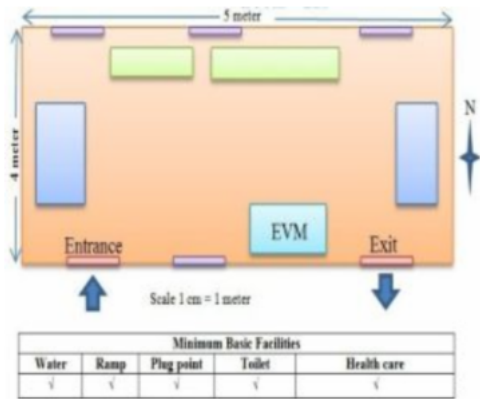 5 meter
4 meter
N
EVM
Entrance
Exit
Scale 1 cm = 1 meter
Minimum Basic Facilities
Water Ramp Plug point Toilet Health care
√ √ √ √ √